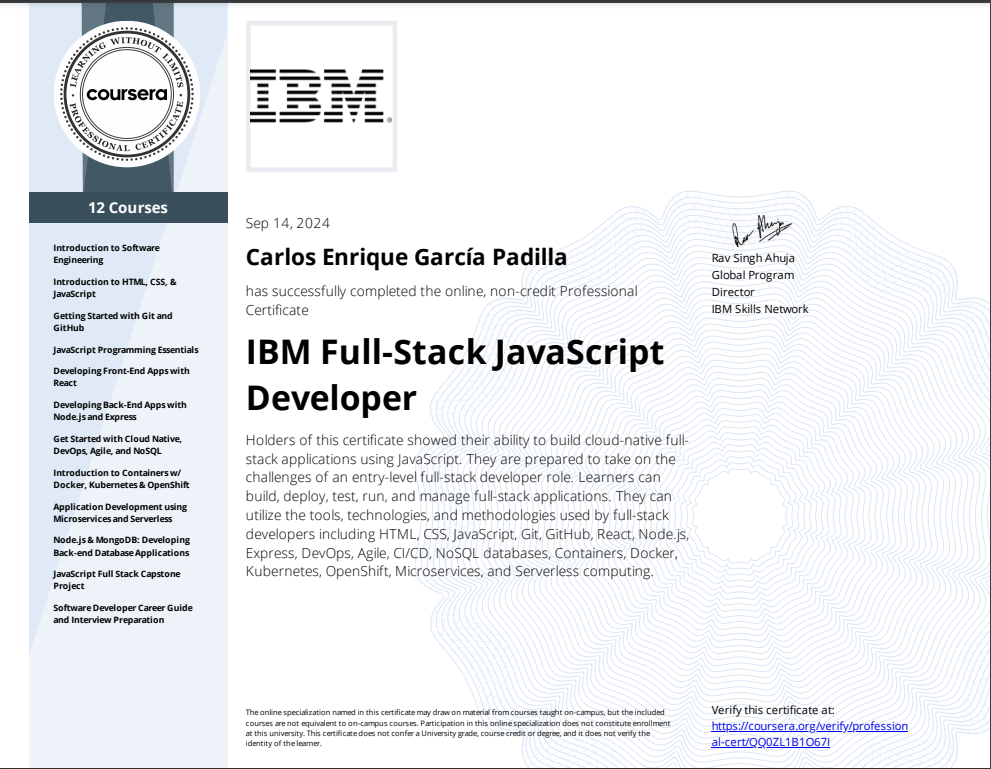 LEARNING WITHOUT LIMITS
coursera
PROFESSIONAL CERTIFICATE
IBM®
12 Courses
Introduction to Software
Engineering
Introduction to HTML, CSS, &
JavaScript
Getting Started with Git and
GitHub
JavaScript Programming Essentials
Developing Front-End Apps with
React
Developing Back-End Apps with
Node.js and Express
Get Started with Cloud Native,
DevOps, Agile, and NoSQL
Introduction to Containers w/
Docker, Kubernetes & OpenShift
Application Development using
Microservices and Serverless
Node.js & MongoDB: Developing
Back-end Database Applications
JavaScript Full Stack Capstone
Project
Software Developer Career Guide
and Interview Preparation
Sep 14, 2024
Carlos Enrique García Padilla
has successfully completed the online, non-credit Professional
Certificate
IBM Full-Stack JavaScript
Developer
Holders of this certificate showed their ability to build cloud-native full-
stack applications using JavaScript. They are prepared to take on the
challenges of an entry-level full-stack developer role. Learners can
build, deploy, test, run, and manage full-stack applications. They can
utilize the tools, technologies, and methodologies used by full-stack
developers including HTML, CSS, JavaScript, Git, GitHub, React, Node.js,
Express, DevOps, Agile, CI/CD, NoSQL databases, Containers, Docker,
Kubernetes, OpenShift, Microservices, and Serverless computing.
Rav Singh Ahuja
Global Program
Director
IBM Skills Network
The online specialization named in this certificate may draw on material from courses taught on-campus, but the included
courses are not equivalent to on-campus courses. Participation in this online specialization does not constitute enrollment
at this university. This certificate does not confer a University grade, course credit or degree, and it does not verify the
identity of the learner.
Verify this certificate at:
https://coursera.org/verify/profession
al-cert/QQ0ZL1B1O67I